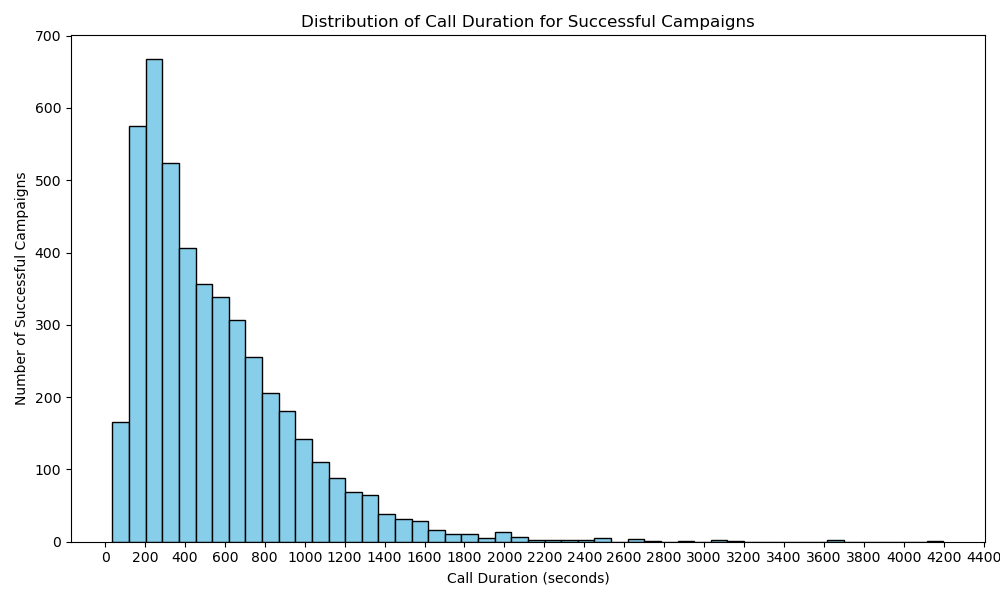 Distribution of Call Duration for Successful Campaigns
Number of Successful Campaigns
700
600
500
400
300
200
100
0
0 200 400 600 800 1000 1200 1400 1600 1800 2000 2200 2400 2600 2800 3000 3200 3400 3600 3800 4000 4200 4400
Call Duration (seconds)